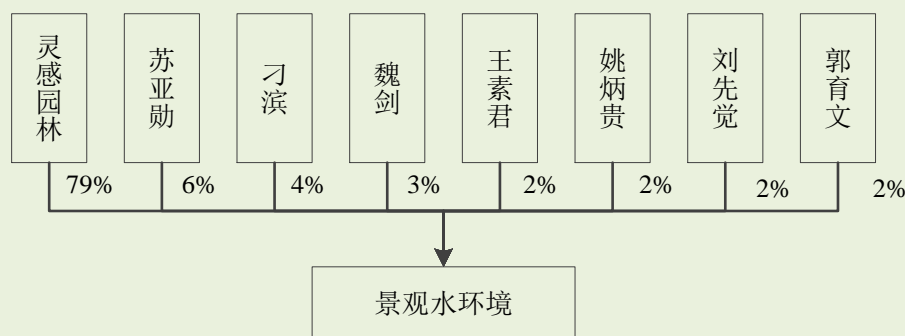 灵感园林
苏亚勋
刁滨
魏剑
王素君
姚炳贵
刘先觉
郭育文
79%
6%
4%
3%
2%
2%
2%
2%
景观水环境